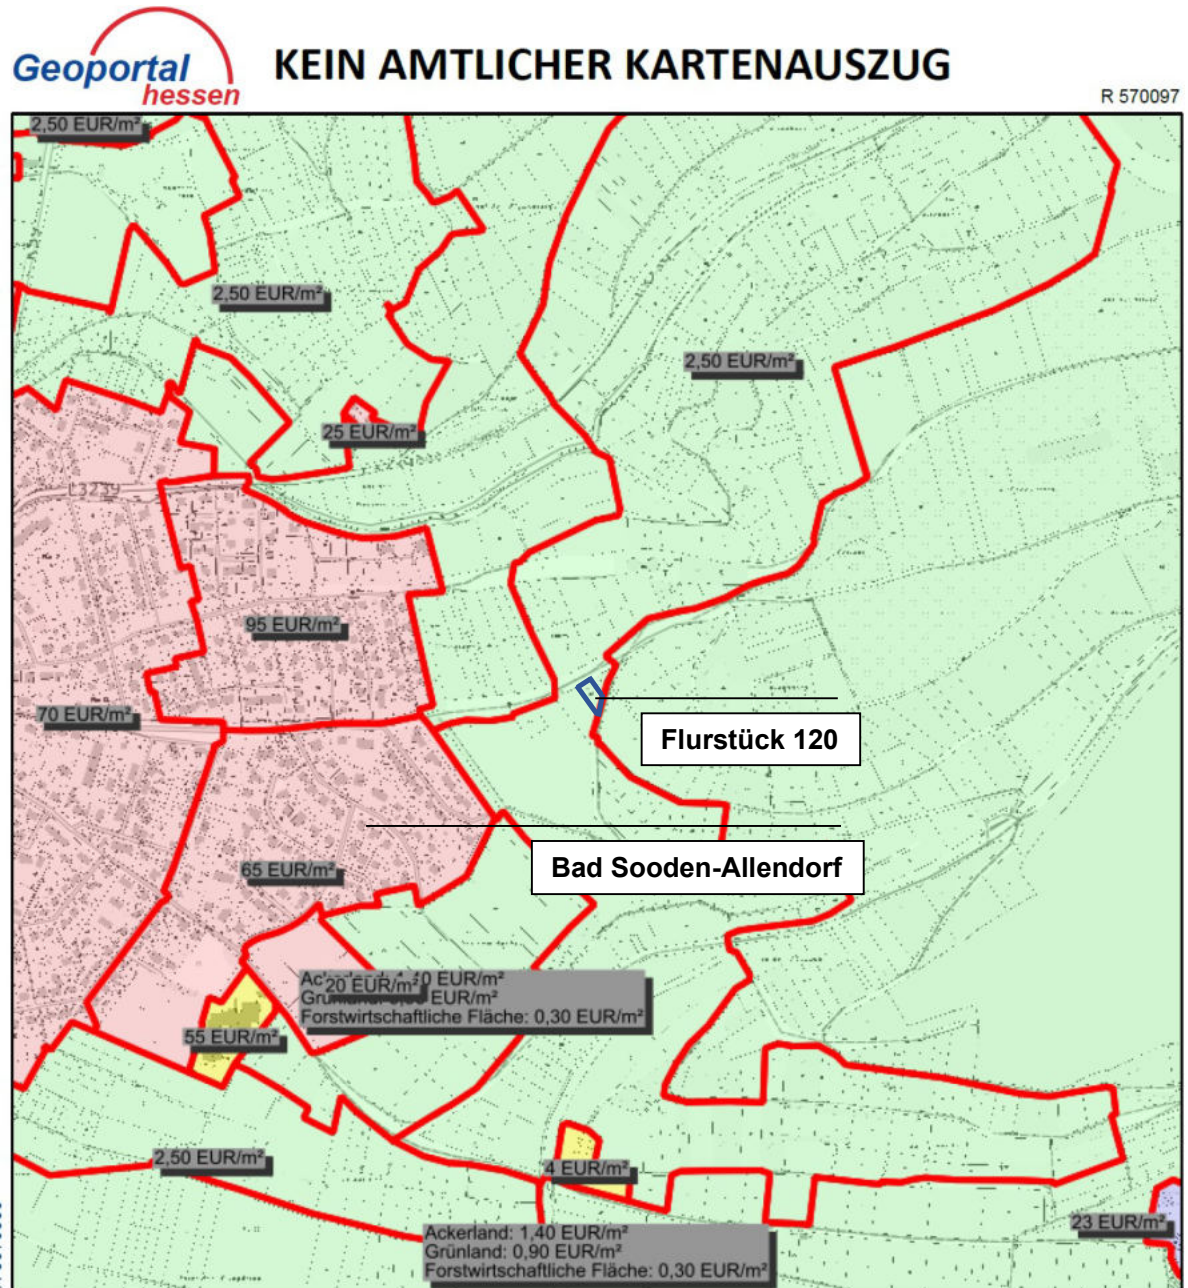 Geoportal
hessen
KEIN AMTLICHER KARTENAUSZUG
R 570097
2,50 EUR/m²
2,50 EUR/m²
2,50 EUR/m²
25 EUR/m²
L3239
95 EUR/m²
70 EUR/m²
Flurstück 120
Bad Sooden-Allendorf
65 EUR/m²
20 EUR/m²
EUR/m²
EUR/m²
Forstwirtschaftliche Fläche: 0,30 EUR/m²
55 EUR/m²
2,50 EUR/m²
4 EUR/m²
23 EUR/m²
Ackerland: 1,40 EUR/m²
Grünland: 0,90 EUR/m²
Forstwirtschaftliche Fläche: 0,30 EUR/m²